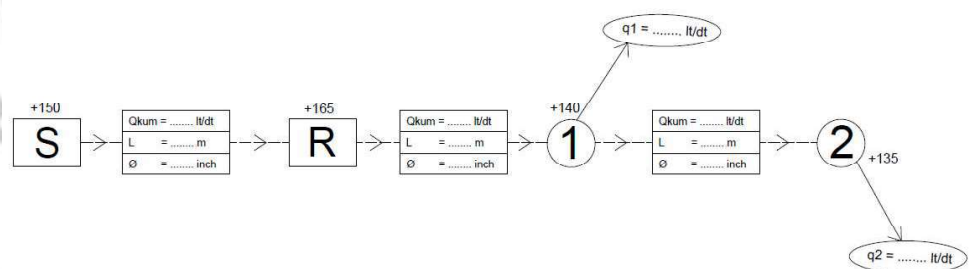 q1 = ........ lt/dt
+150
S
Qkum = ........ lt/dt
L = ........ m
Ø = ........ inch
+165
R
Qkum = ........ lt/dt
L = ........ m
Ø = ........ inch
+140
1
Qkum = ........ lt/dt
L = ........ m
Ø = ........ inch
2
+135
q2 = ........ lt/dt